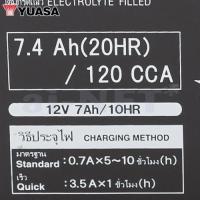 YUASA
ELECTROLYTE FILLED
7.4 Ah(20HR)
/ 120 CCA
12V 7Ah/10HR
วิธีประจุไฟ CHARGING METHOD
มาตรฐาน
Standard : 0.7A×5~10 ชั่วโมง(h)
เร็ว
Quick : 3.5A×1 ชั่วโมง(h)